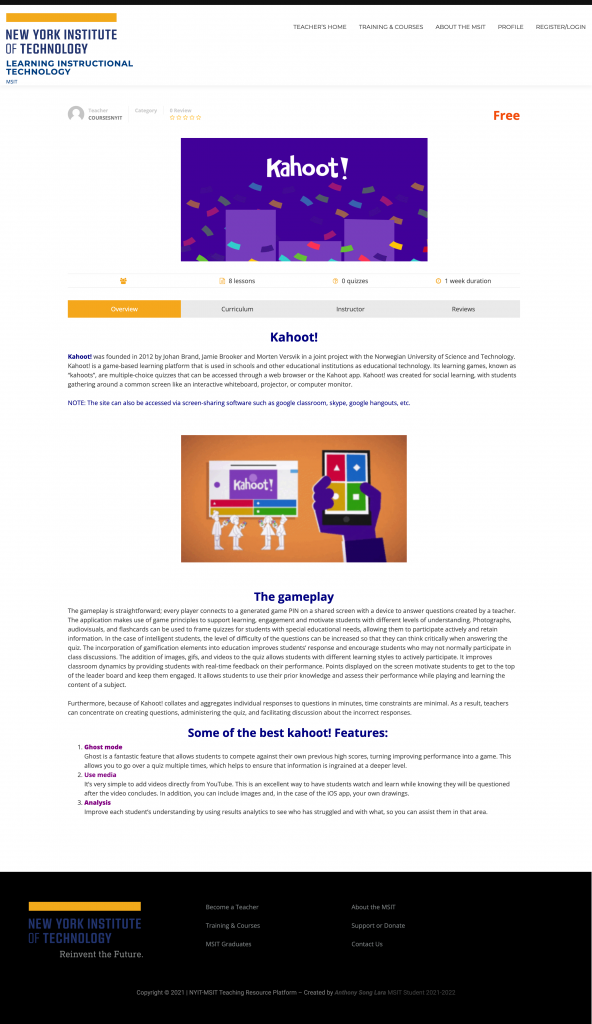 TEACHER'S HOME TRAINING & COURSES ABOUT THE MSIT PROFILE REGISTER/LOGIN
NEW YORK INSTITUTE
OF TECHNOLOGY
LEARNING INSTRUCTIONAL
TECHNOLOGY
MSIT
Teacher
COURSESNYIT
Category
0 Review
Free
Kahoot!
8 lessons
0 quizzes
1 week duration
Overview
Curriculum
Instructor
Reviews
Kahoot!
Kahoot! was founded in 2012 by Johan Brand, Jamie Brooker and Morten Versvik in a joint project with the Norwegian University of Science and Technology.
Kahoot! is a game-based learning platform that is used in schools and other educational institutions as educational technology. Its learning games, known as
"kahoots", are multiple-choice quizzes that can be accessed through a web browser or the Kahoot app. Kahoot! was created for social learning, with students
gathering around a common screen like an interactive whiteboard, projector, or computer monitor.
NOTE: The site can also be accessed via screen-sharing software such as google classroom, skype, google hangouts, etc.
Kahoot!
The gameplay
The gameplay is straightforward; every player connects to a generated game PIN on a shared screen with a device to answer questions created by a teacher.
The application makes use of game principles to support learning, engagement and motivate students with different levels of understanding. Photographs,
audiovisuals, and flashcards can be used to frame quizzes for students with special educational needs, allowing them to participate actively and retain
information. In the case of intelligent students, the level of difficulty of the questions can be increased so that they can think critically when answering the
quiz. The incorporation of gamification elements into education improves students' response and encourage students who may not normally participate in
class discussions. The addition of images, gifs, and videos to the quiz allows students with different learning styles to actively participate. It improves
classroom dynamics by providing students with real-time feedback on their performance. Points displayed on the screen motivate students to get to the top
of the leader board and keep them engaged. It allows students to use their prior knowledge and assess their performance while playing and learning the
content of a subject.
Furthermore, because of Kahoot! collates and aggregates individual responses to questions in minutes, time constraints are minimal. As a result, teachers
can concentrate on creating questions, administering the quiz, and facilitating discussion about the incorrect responses.
Some of the best kahoot! Features:
1. Ghost mode
Ghost is a fantastic feature that allows students to compete against their own previous high scores, turning improving performance into a game. This
allows you to go over a quiz multiple times, which helps to ensure that information is ingrained at a deeper level.
2. Use media
It's very simple to add videos directly from YouTube. This is an excellent way to have students watch and learn while knowing they will be questioned
after the video concludes. In addition, you can include images and, in the case of the iOS app, your own drawings.
3. Analysis
Improve each student's understanding by using results analytics to see who has struggled and with what, so you can assist them in that area.
NEW YORK INSTITUTE
OF TECHNOLOGY
Reinvent the Future.
Become a Teacher
Training & Courses
MSIT Graduates
About the MSIT
Support or Donate
Contact Us
Copyright © 2021 | NYIT-MSIT Teaching Resource Platform – Created by Anthony Song Lara MSIT Student 2021-2022